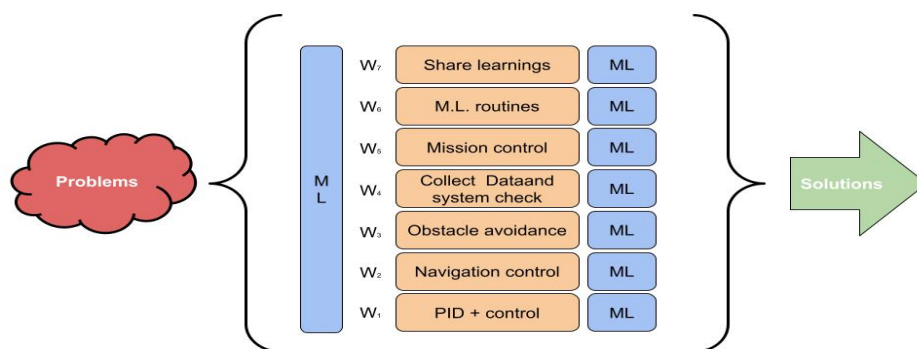 Problems
M
L
W₇ Share learnings ML
W₆ M.L. routines ML
W₅ Mission control ML
W₄ Collect Dataand ML
system check
W₃ Obstacle avoidance ML
W₂ Navigation control ML
W₁ PID + control ML
Solutions